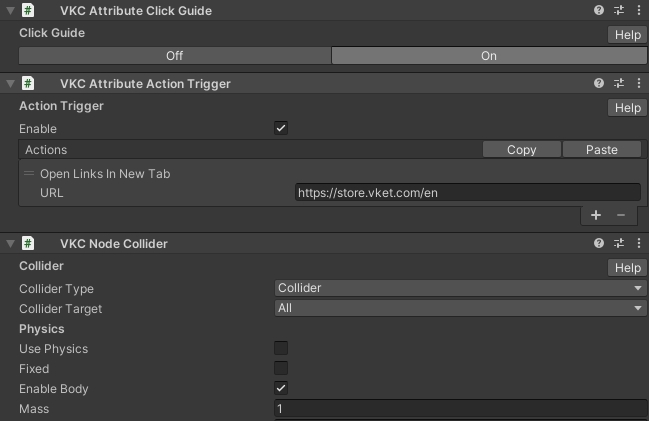 # VKC Attribute Click Guide
Click Guide Help
Off On
# VKC Attribute Action Trigger
Action Trigger Help
Enable
Actions Copy Paste
Open Links In New Tab
URL https://store.vket.com/en
+ −
# VKC Node Collider
Collider Help
Collider Type Collider
Collider Target All
Physics
Use Physics
Fixed
Enable Body
Mass 1